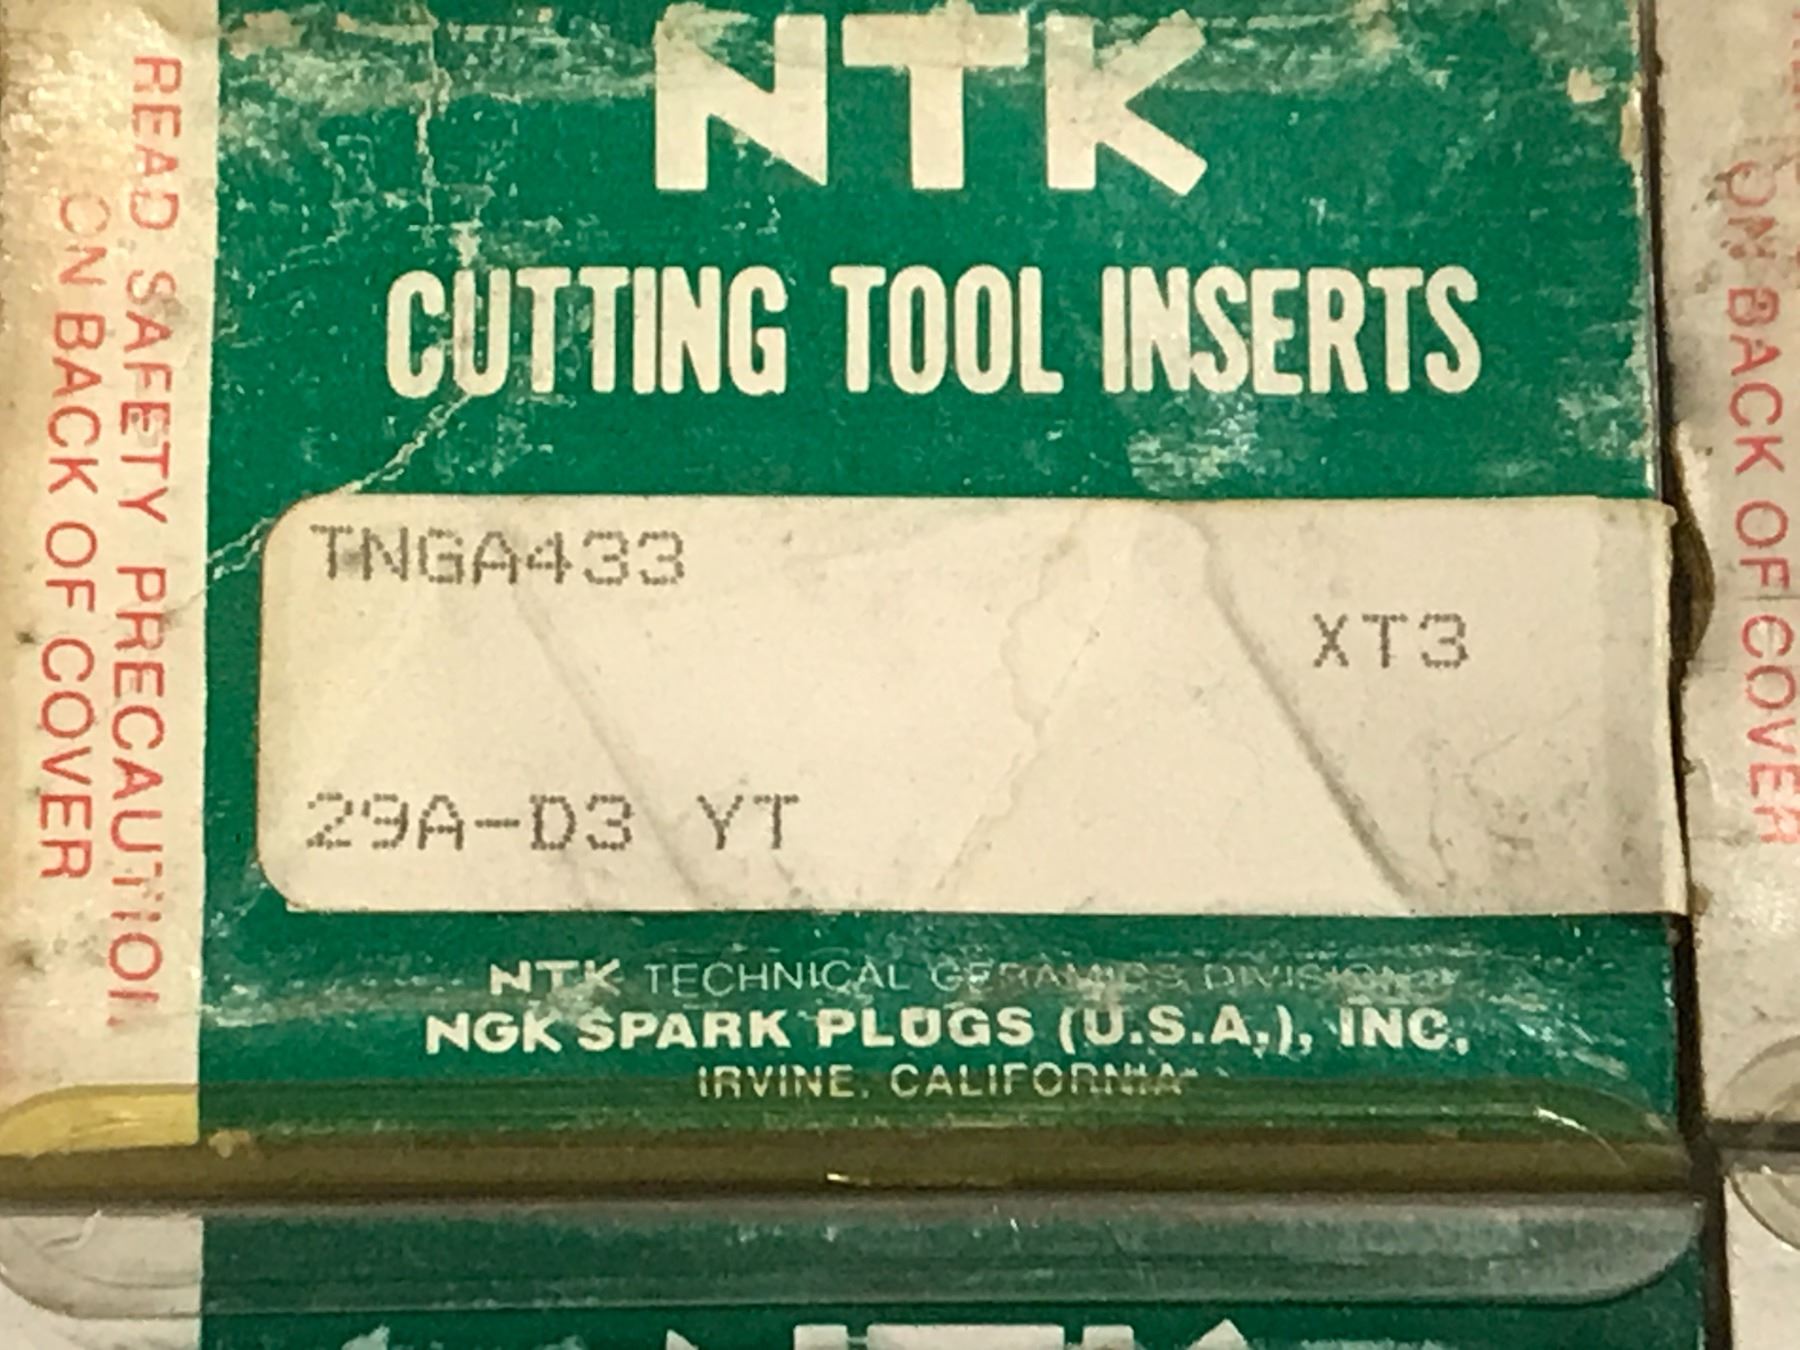 NTK
CUTTING TOOL INSERTS
TNGA433
XT3
29A-D3 YT
NTK TECHNICAL CERAMICS DIVISION
NGK SPARK PLUGS (U.S.A.), INC.
IRVINE, CALIFORNIA
READ SAFETY PRECAUTION
ON BACK OF COVER
ON BACK OF COVER
NTK